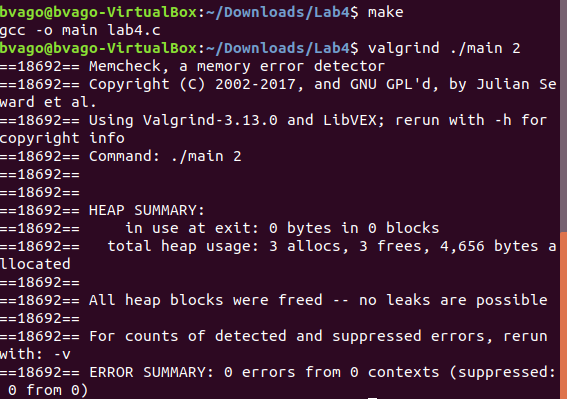 bvago@bvago-VirtualBox:~/Downloads/Lab4$ make
gcc -o main lab4.c
bvago@bvago-VirtualBox:~/Downloads/Lab4$ valgrind ./main 2
==18692== Memcheck, a memory error detector
==18692== Copyright (C) 2002-2017, and GNU GPL'd, by Julian Se
ward et al.
==18692== Using Valgrind-3.13.0 and LibVEX; rerun with -h for
copyright info
==18692== Command: ./main 2
==18692==
==18692==
==18692== HEAP SUMMARY:
==18692==     in use at exit: 0 bytes in 0 blocks
==18692==   total heap usage: 3 allocs, 3 frees, 4,656 bytes a
llocated
==18692==
==18692== All heap blocks were freed -- no leaks are possible
==18692==
==18692== For counts of detected and suppressed errors, rerun
with: -v
==18692== ERROR SUMMARY: 0 errors from 0 contexts (suppressed:
 0 from 0)